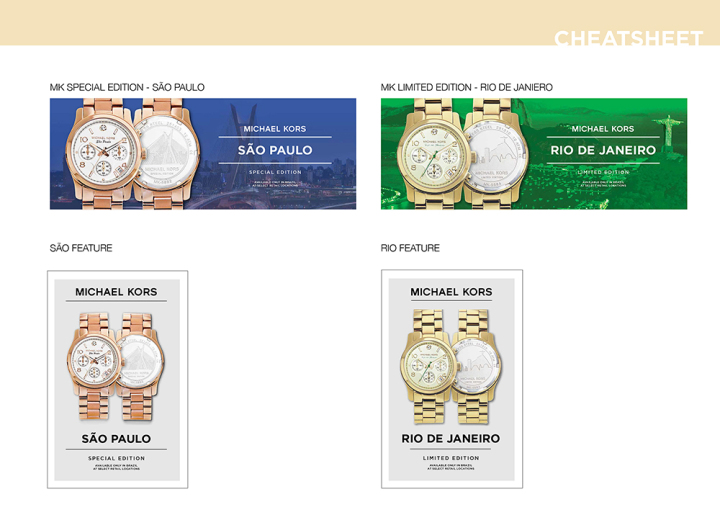 CHEATSHEET
MK SPECIAL EDITION - SÃO PAULO
MICHAEL KORS
SÃO PAULO
SPECIAL EDITION
AVAILABLE ONLY IN BRAZIL
AT SELECT RETAIL LOCATIONS
MK LIMITED EDITION - RIO DE JANIERO
MICHAEL KORS
RIO DE JANEIRO
LIMITED EDITION
AVAILABLE ONLY IN BRAZIL
AT SELECT RETAIL LOCATIONS
SÃO FEATURE
MICHAEL KORS
SÃO PAULO
SPECIAL EDITION
AVAILABLE ONLY IN BRAZIL
AT SELECT RETAIL LOCATIONS
RIO FEATURE
MICHAEL KORS
RIO DE JANEIRO
LIMITED EDITION
AVAILABLE ONLY IN BRAZIL
AT SELECT RETAIL LOCATIONS